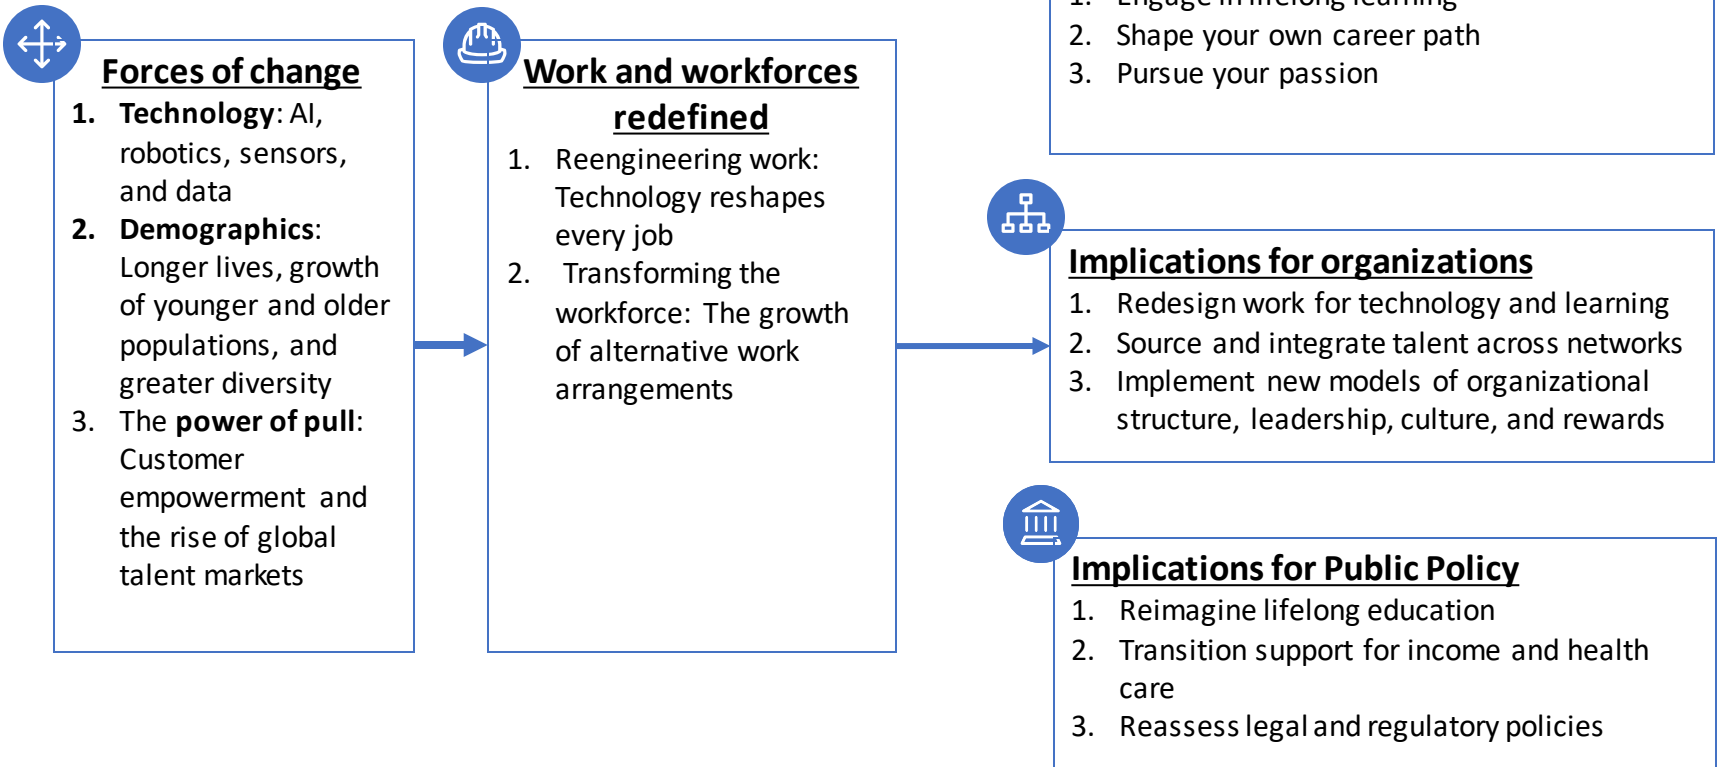 Forces of change
1. Technology: AI,
robotics, sensors,
and data
2. Demographics:
Longer lives, growth
of younger and older
populations, and
greater diversity
3. The power of pull:
Customer
empowerment and
the rise of global
talent markets
Work and workforces
redefined
1. Reengineering work:
Technology reshapes
every job
2. Transforming the
workforce: The growth
of alternative work
arrangements
1. Engage in lifelong learning
2. Shape your own career path
3. Pursue your passion
Implications for organizations
1. Redesign work for technology and learning
2. Source and integrate talent across networks
3. Implement new models of organizational
structure, leadership, culture, and rewards
Implications for Public Policy
1. Reimagine lifelong education
2. Transition support for income and health
care
3. Reassess legal and regulatory policies